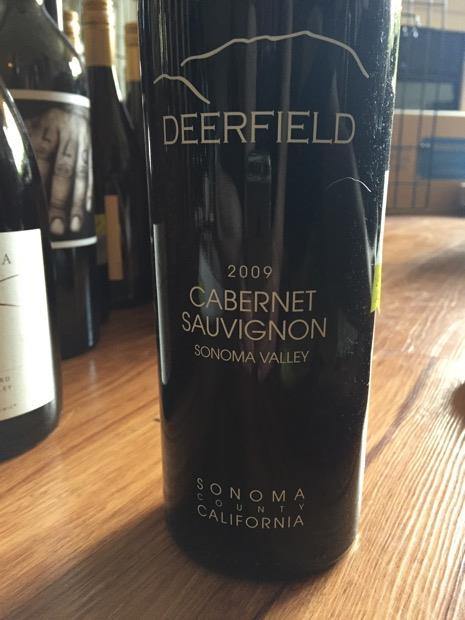 DEERFIELD
2009
CABERNET
SAUVIGNON
SONOMA VALLEY
SONOMA
COUNTY
CALIFORNIA
A